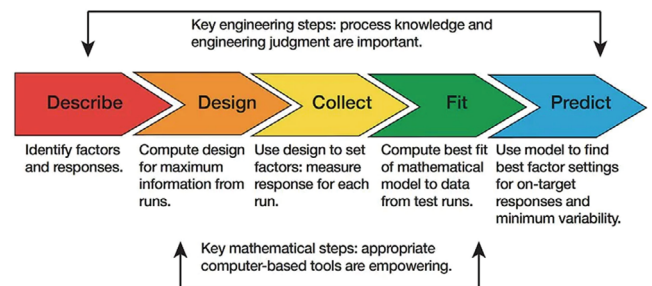 Key engineering steps: process knowledge and
engineering judgment are important.
Describe
Design
Collect
Fit
Predict
Identify factors
and responses.
Compute design
for maximum
information from
runs.
Use design to set
factors: measure
response for each
run.
Compute best fit
of mathematical
model to data
from test runs.
Use model to find
best factor settings
for on-target
responses and
minimum variability.
Key mathematical steps: appropriate
computer-based tools are empowering.